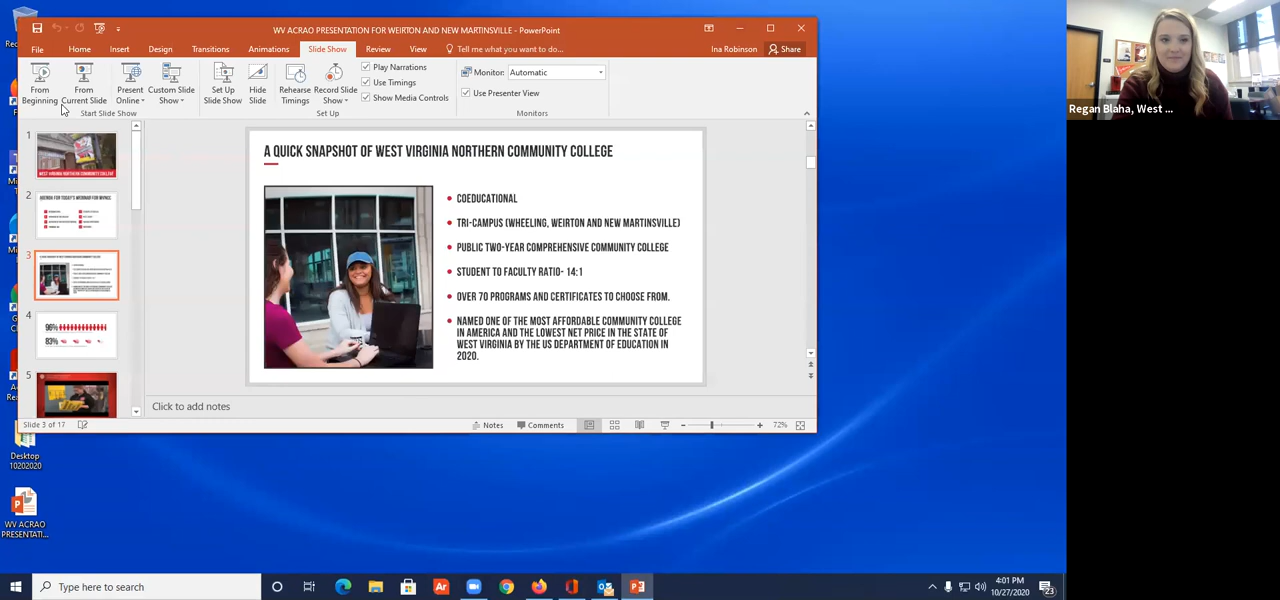 WV ACRAO PRESENTATION FOR WEIRTON AND NEW MARTINSVILLE - PowerPoint
File Home Insert Design Transitions Animations Slide Show Review View Tell me what you want to do... Ina Robinson Share
From Beginning
From Current Slide
Present Online
Custom Slide Show
Set Up Slide Show
Hide Slide
Rehearse Timings
Record Slide Show
Play Narrations
Use Timings
Show Media Controls
Monitor: Automatic
Use Presenter View
Start Slide Show
Set Up
Monitors
Regan Blaha, West ...
1
2
3
4
96%
83%
5
A QUICK SNAPSHOT OF WEST VIRGINIA NORTHERN COMMUNITY COLLEGE
COEDUCATIONAL
TRI-CAMPUS (WHEELING, WEIRTON AND NEW MARTINSVILLE)
PUBLIC TWO-YEAR COMPREHENSIVE COMMUNITY COLLEGE
STUDENT TO FACULTY RATIO- 14:1
OVER 70 PROGRAMS AND CERTIFICATES TO CHOOSE FROM.
NAMED ONE OF THE MOST AFFORDABLE COMMUNITY COLLEGE
IN AMERICA AND THE LOWEST NET PRICE IN THE STATE OF
WEST VIRGINIA BY THE US DEPARTMENT OF EDUCATION IN
2020.
Click to add notes
Slide 3 of 17 Notes Comments 72%
Desktop
10202020
WV ACRAO
PRESENTATI...
Type here to search
4:01 PM
10/27/2020
23